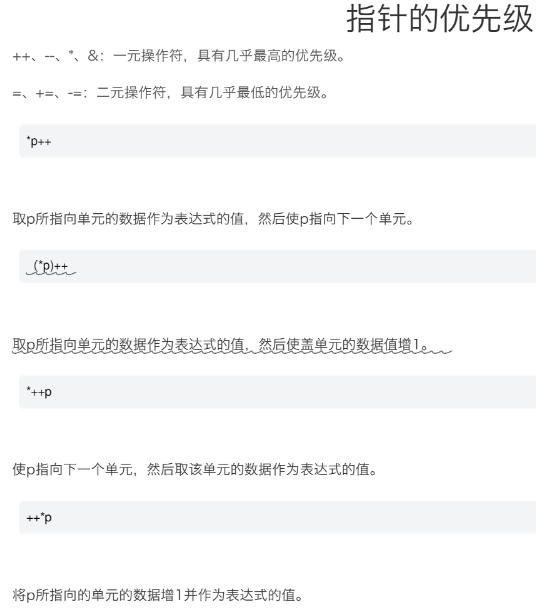 指针的优先级
++、--、*、&：一元操作符，具有几乎最高的优先级。
=、+=、-=：二元操作符，具有几乎最低的优先级。
*p++
取p所指向单元的数据作为表达式的值，然后使p指向下一个单元。
(*p)++
取p所指向单元的数据作为表达式的值，然后使盖单元的数据值增1。
*++p
使p指向下一个单元，然后取该单元的数据作为表达式的值。
++*p
将p所指向的单元的数据增1并作为表达式的值。